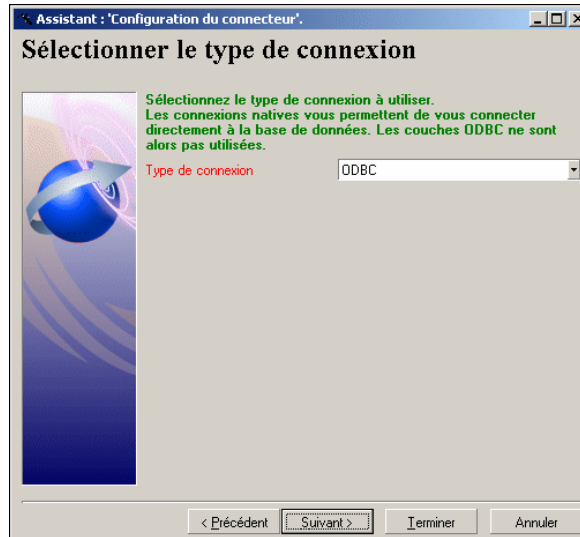 Assistant : 'Configuration du connecteur'.
Sélectionner le type de connexion
Sélectionnez le type de connexion à utiliser.
Les connexions natives vous permettent de vous connecter
directement à la base de données. Les couches ODBC ne sont
alors pas utilisées.
Type de connexion ODBC
< Précédent Suivant > Terminer Annuler